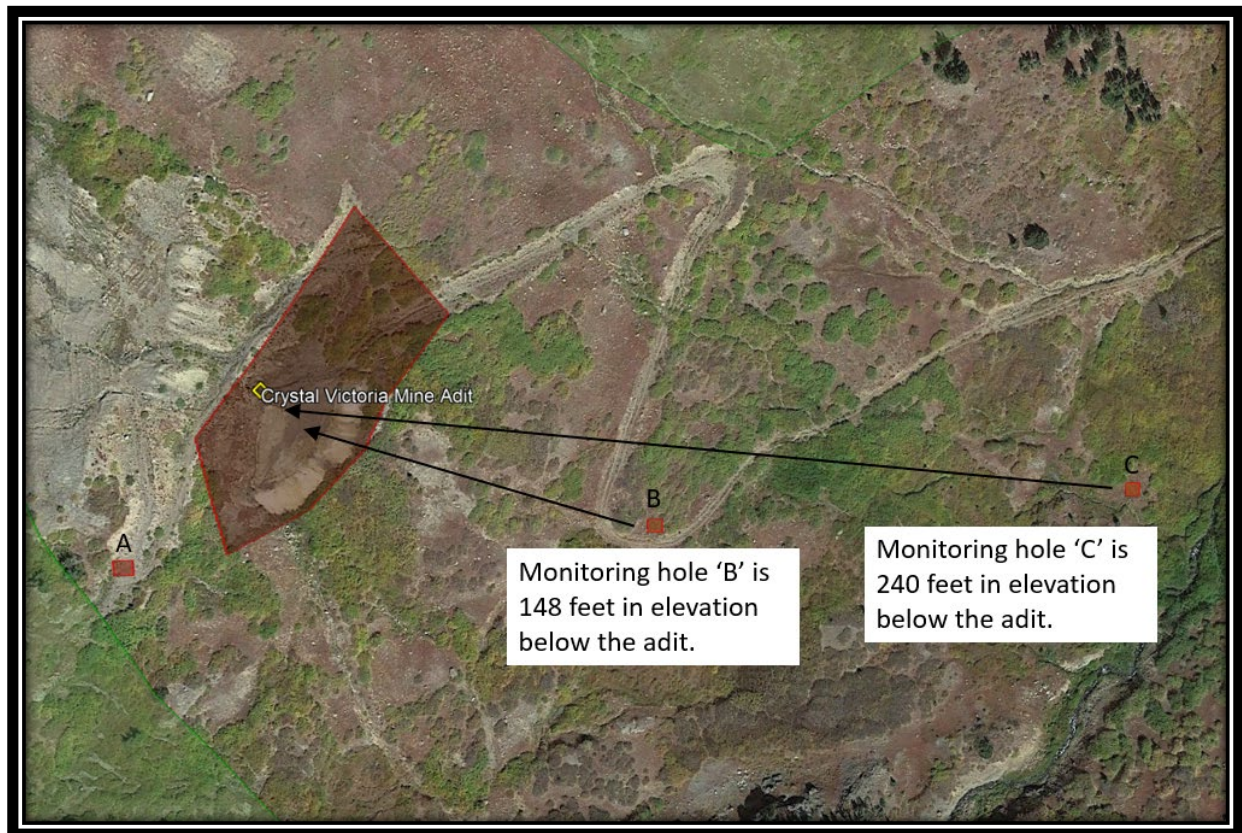 Crystal Victoria Mine Adit
A
B
C
Monitoring hole ‘B’ is
148 feet in elevation
below the adit.
Monitoring hole ‘C’ is
240 feet in elevation
below the adit.